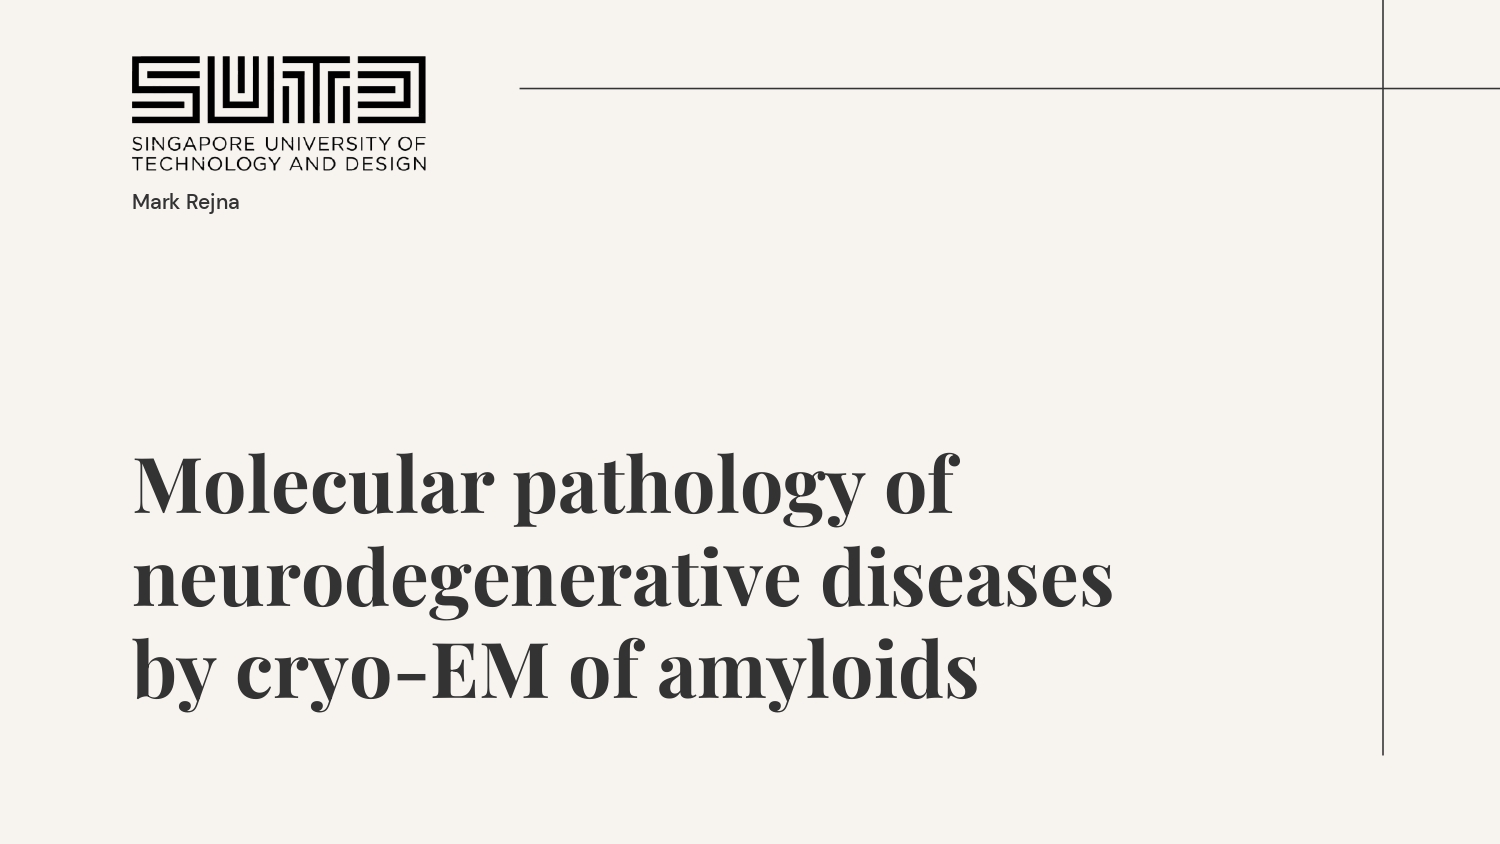 SUTD
SINGAPORE UNIVERSITY OF
TECHNOLOGY AND DESIGN
Mark Rejna
Molecular pathology of
neurodegenerative diseases
by cryo-EM of amyloids